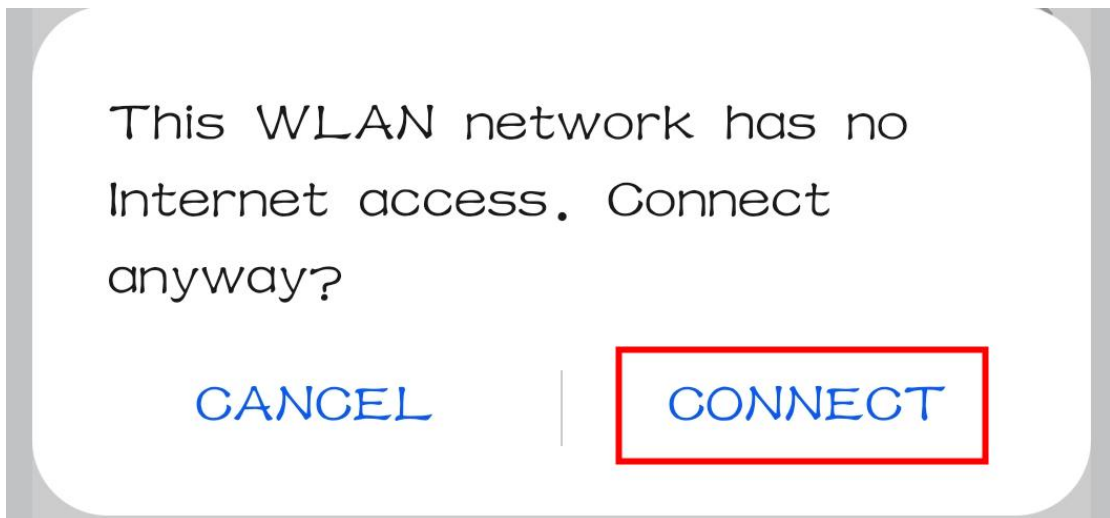 This WLAN network has no
Internet access. Connect
anyway?
CANCEL
CONNECT